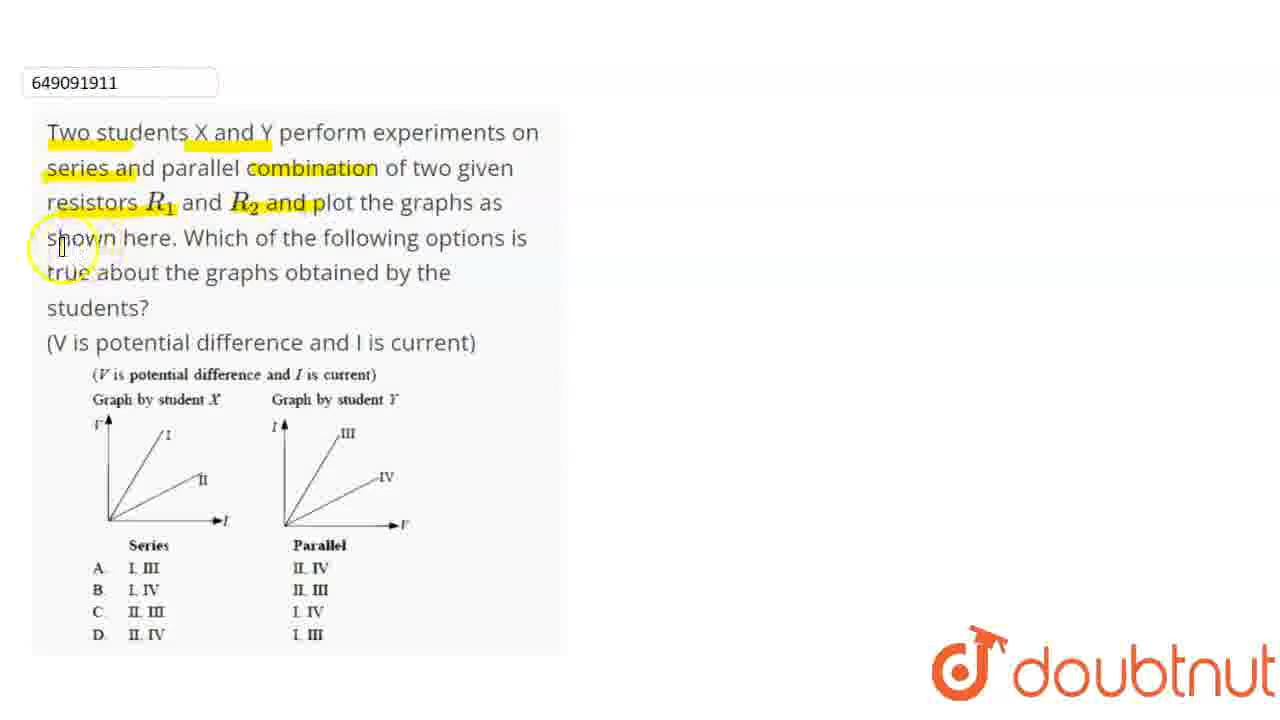 649091911
Two students X and Y perform experiments on
series and parallel combination of two given
resistors R1 and R2 and plot the graphs as
shown here. Which of the following options is
true about the graphs obtained by the
students?
(V is potential difference and I is current)
(V is potential difference and I is current)
Graph by student X Graph by student Y
V I II I
I III IV V
Series Parallel
A. I, III II, IV
B. I, IV II, III
C. II, III I, IV
D. II, IV I, III
doubtnut